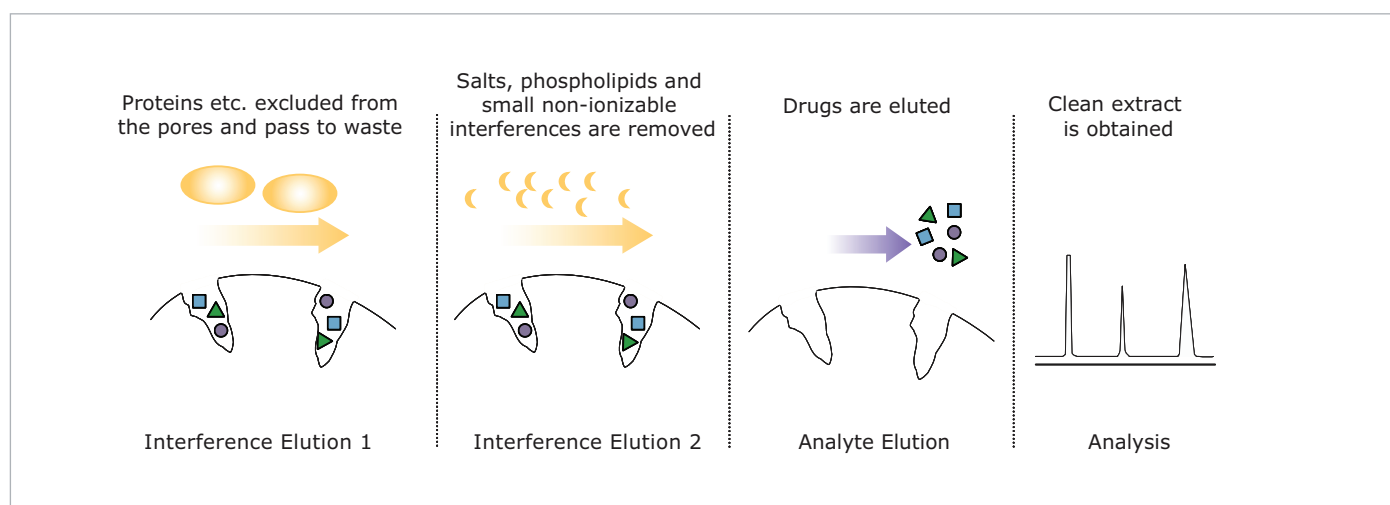 Proteins etc. excluded from
the pores and pass to waste
Salts, phospholipids and
small non-ionizable
interferences are removed
Drugs are eluted
Clean extract
is obtained
Interference Elution 1
Interference Elution 2
Analyte Elution
Analysis